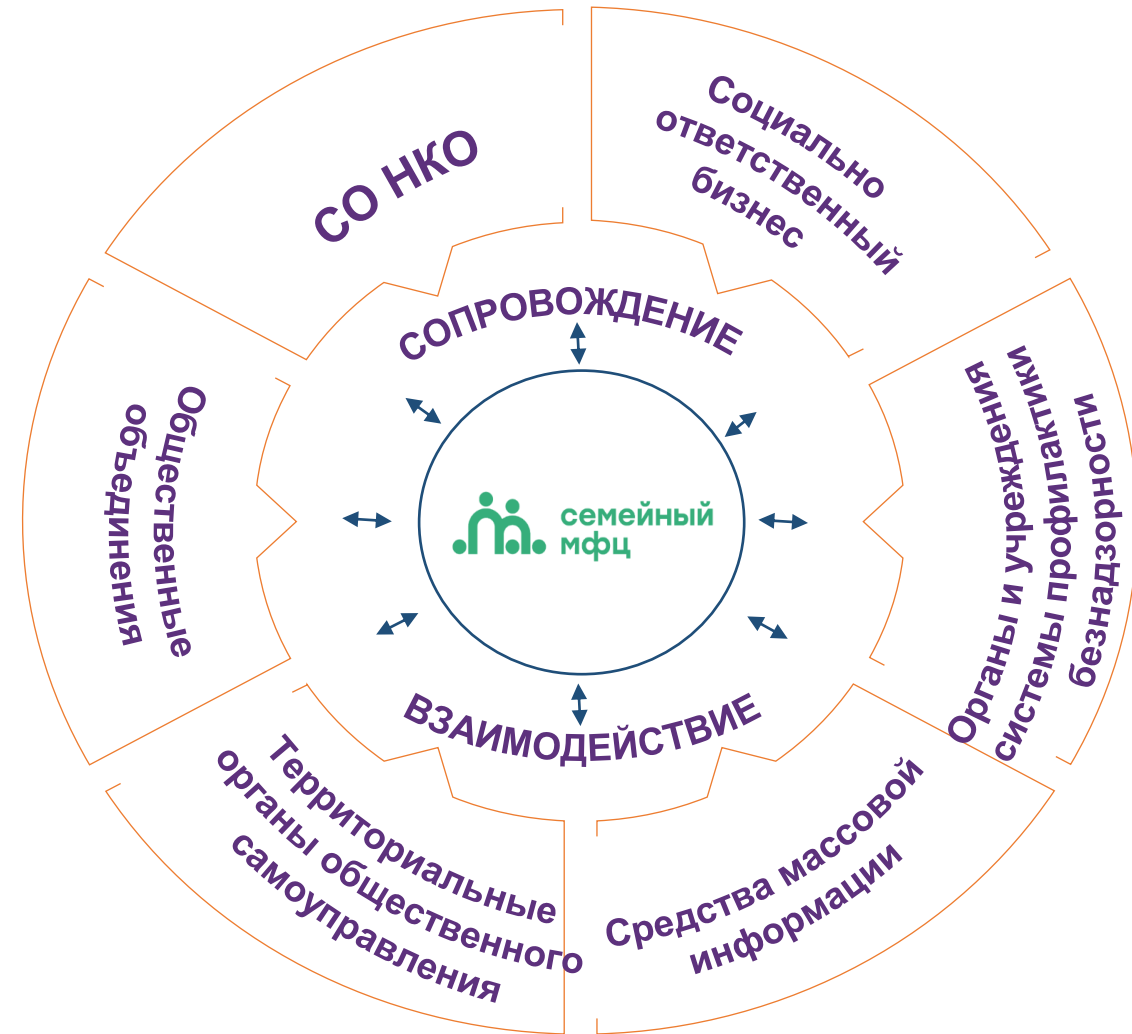 СО НКО
Социально
ответственный
бизнес
СОПРОВОЖДЕНИЕ
Общественные
объединения
семейный
мфц
Органы и учреждения
системы профилактики
безнадзорности
ВЗАИМОДЕЙСТВИЕ
Территориальные
органы общественного
самоуправления
Средства массовой
информации